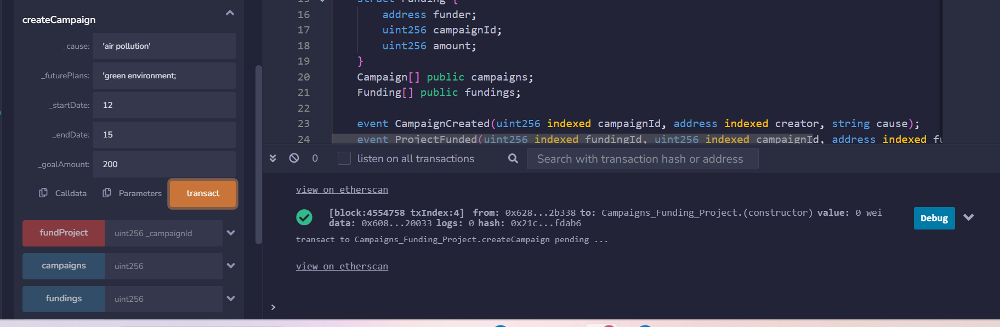 createCampaign
_cause: 'air pollution'
_futurePlans: 'green environment;
_startDate: 12
_endDate: 15
_goalAmount: 200
Calldata Parameters transact
fundProject uint256 _campaignId
campaigns uint256
fundings uint256
15 struct Funding {
16 address funder;
17 uint256 campaignId;
18 uint256 amount;
19 }
20 Campaign[] public campaigns;
21 Funding[] public fundings;
22
23 event CampaignCreated(uint256 indexed campaignId, address indexed creator, string cause);
24 event ProjectFunded(uint256 indexed fundingId, uint256 indexed campaignId, address indexed fu
0 listen on all transactions Search with transaction hash or address
view on etherscan
[block:4554758 txIndex:4] from: 0x628...2b338 to: Campaigns_Funding_Project.(constructor) value: 0 wei
data: 0x608...20033 logs: 0 hash: 0x21c...fdab6
Debug
transact to Campaigns_Funding_Project.createCampaign pending ...
view on etherscan
>